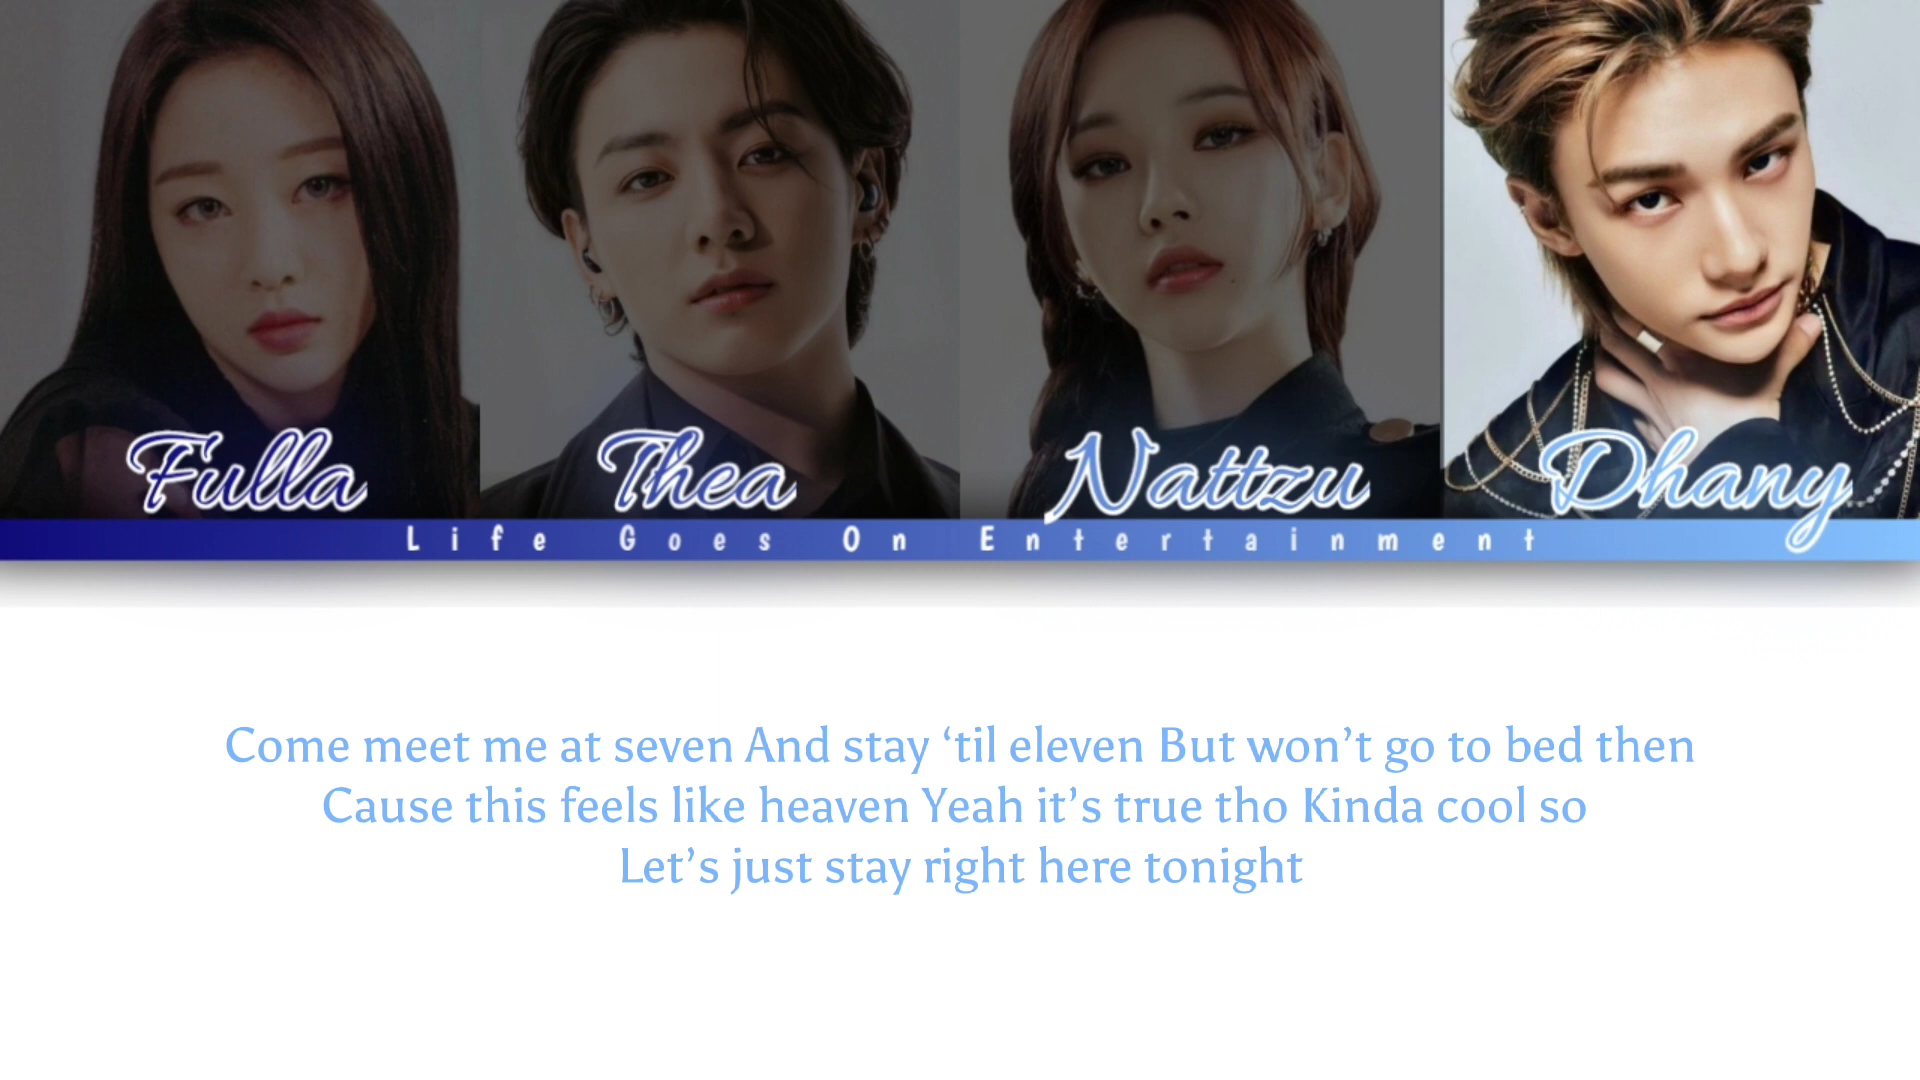 Fulla Thea Nattzu Dhany
Life Goes On Entertainment
Come meet me at seven And stay ‘til eleven But won’t go to bed then
Cause this feels like heaven Yeah it’s true tho Kinda cool so
Let’s just stay right here tonight